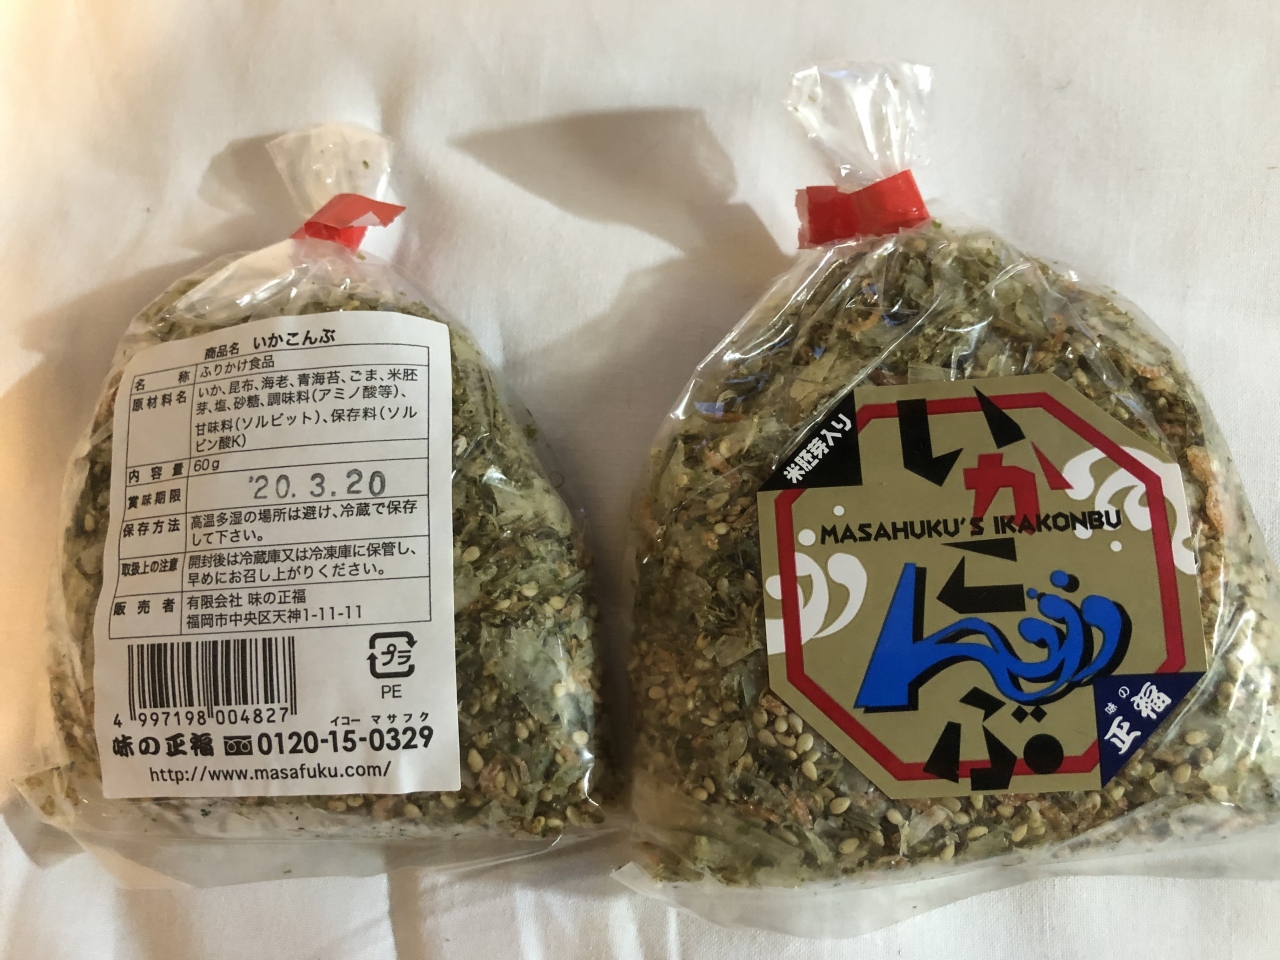 商品名 いかこんぶ
名称 ふりかけ食品
原材料名 いか、昆布、海老、青海苔、ごま、米胚
芽、塩、砂糖、調味料(アミノ酸等)、
甘味料(ソルビット)、保存料(ソル
ビン酸K)
内容量 60g
賞味期限 '20.3.20
保存方法 高温多湿の場所は避け、冷蔵で保存
して下さい。
取扱上の注意 開封後は冷蔵庫又は冷凍庫に保管し、
早めにお召し上がりください。
販売者 有限会社 味の正福
福岡市中央区天神1-11-11
プラ
PE
4 997198 004827
イコー マサフク
味の正福 0120-15-0329
http://www.masafuku.com/
米胚芽入り
いかこんぶ
MASAHUKU'S IKAKONBU
味の
正福